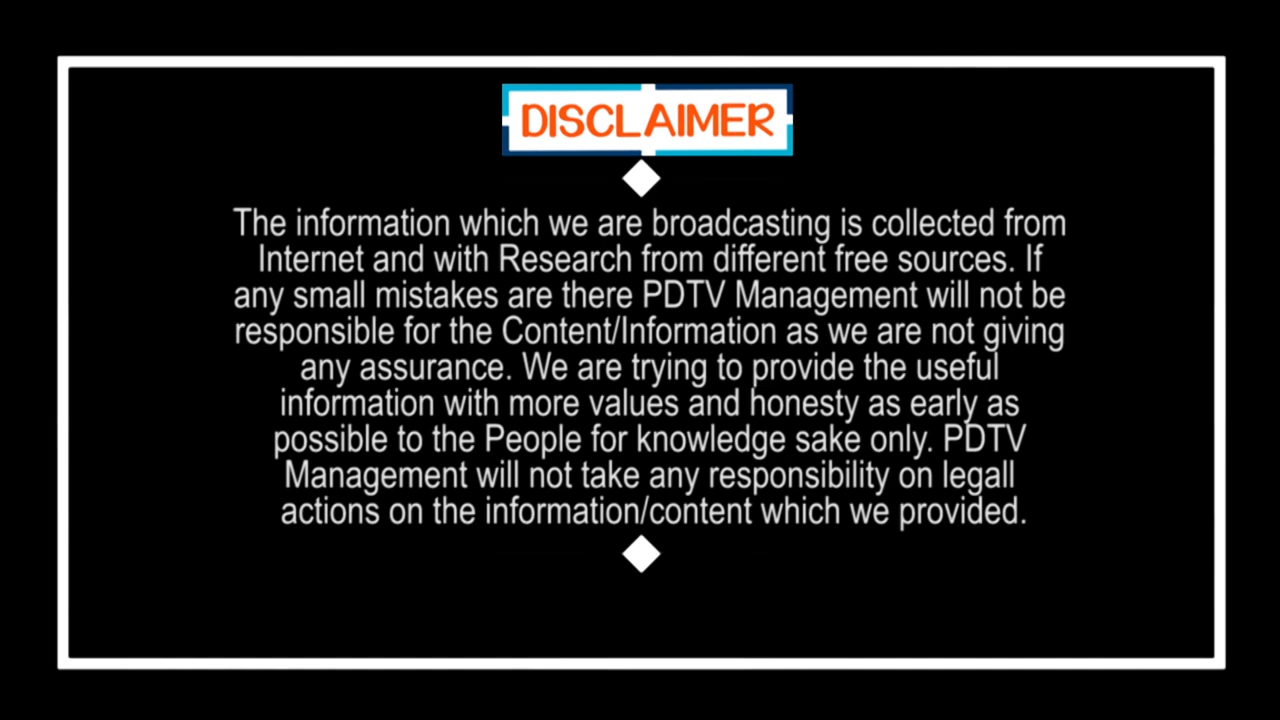 DISCLAIMER
The information which we are broadcasting is collected from
Internet and with Research from different free sources. If
any small mistakes are there PDTV Management will not be
responsible for the Content/Information as we are not giving
any assurance. We are trying to provide the useful
information with more values and honesty as early as
possible to the People for knowledge sake only. PDTV
Management will not take any responsibility on legall
actions on the information/content which we provided.